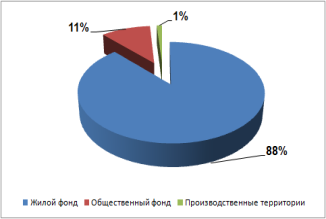 1%
11%
88%
Жилой фонд Общественный фонд Производственные территории